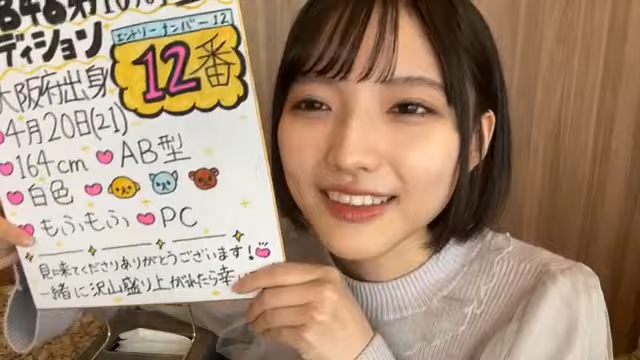 ディション
エントリーナンバー12
12番
大阪府出身
4月20日(21)
164cm AB型
白色
もふもふ PC
見に来てくださりありがとうございます!
一緒に沢山盛り上がれたら幸